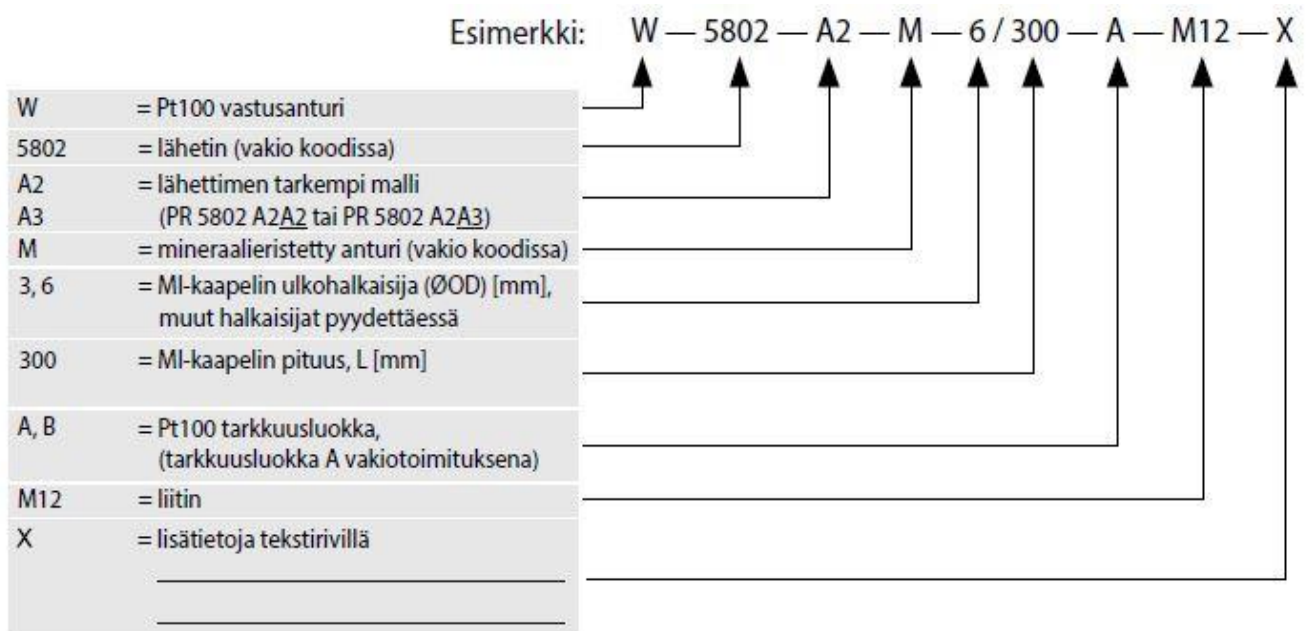 Esimerkki: W — 5802 — A2 — M — 6 / 300 — A — M12 — X
W = Pt100 vastusanturi
5802 = lähetin (vakio koodissa)
A2 = lähettimen tarkempi malli
A3 (PR 5802 A2A2 tai PR 5802 A2A3)
M = mineraalieristetty anturi (vakio koodissa)
3, 6 = MI-kaapelin ulkohalkaisija (ØOD) [mm],
muut halkaisijat pyydettäessä
300 = MI-kaapelin pituus, L [mm]
A, B = Pt100 tarkkuusluokka,
(tarkkuusluokka A vakiotoimituksena)
M12 = liitin
X = lisätietoja tekstirivillä